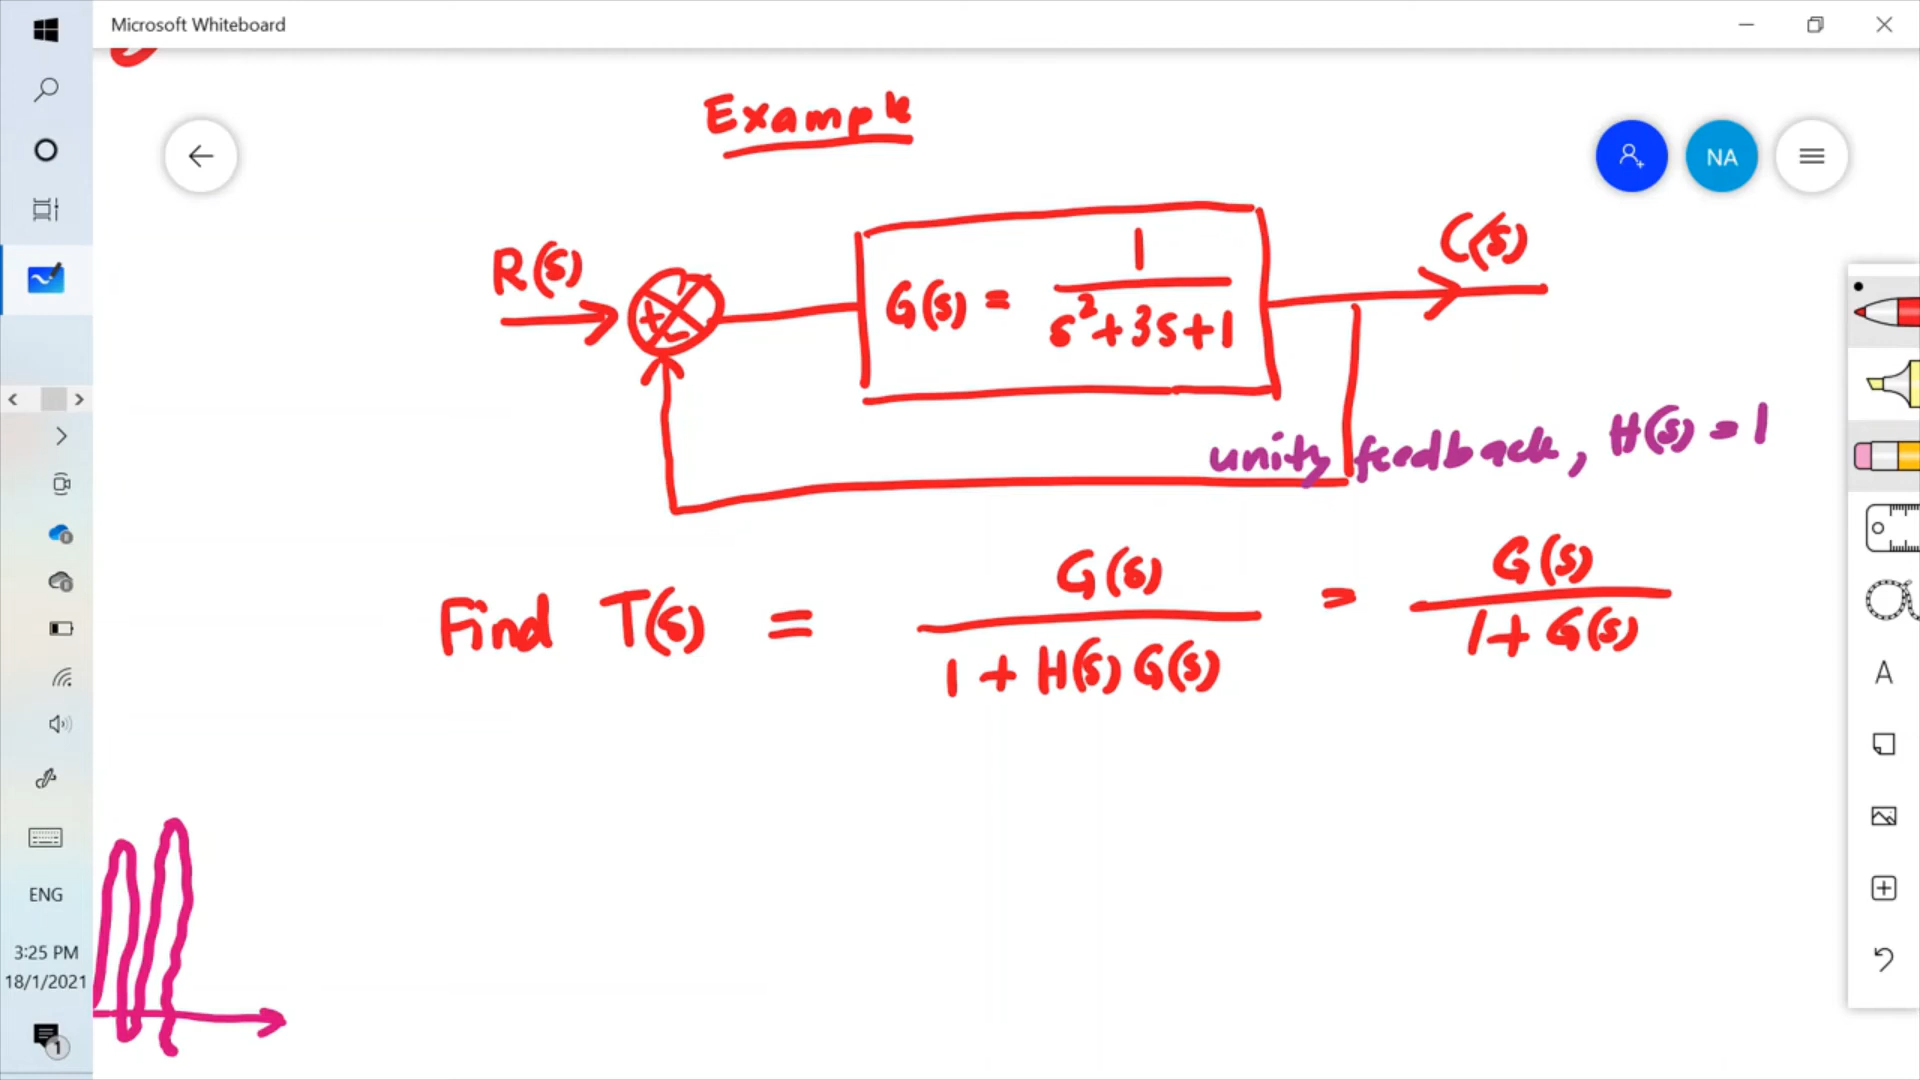 Microsoft Whiteboard
Example
NA
R(s)
+
-
G(s) = 1 / s²+3s+1
C(s)
unity feedback, H(s) = 1
Find T(s) = G(s) / 1 + H(s) G(s) = G(s) / 1 + G(s)
A
ENG
3:25 PM
18/1/2021
1